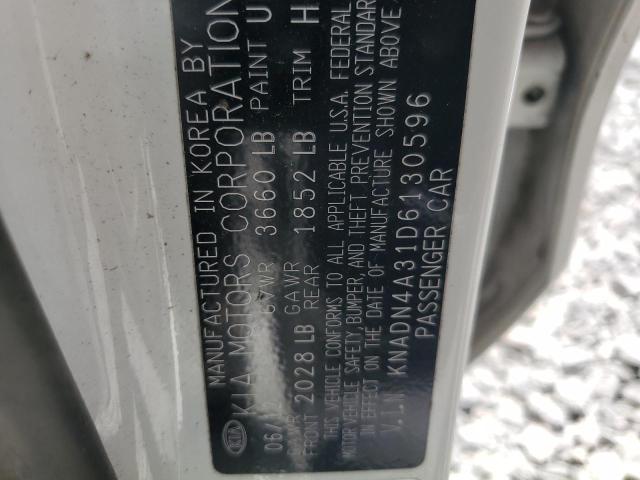 MANUFACTURED IN KOREA BY
KIA KIA MOTORS CORPORATION
06/ GVWR 3660 LB PAINT U
GAWR FRONT 2028 LB GAWR REAR 1852 LB TRIM H
THIS VEHICLE CONFORMS TO ALL APPLICABLE U.S.A. FEDERAL
MOTOR VEHICLE SAFETY, BUMPER, AND THEFT PREVENTION STANDAR
IN EFFECT ON THE DATE OF MANUFACTURE SHOWN ABOVE
V.I.N KNADN4A31D6130596
PASSENGER CAR